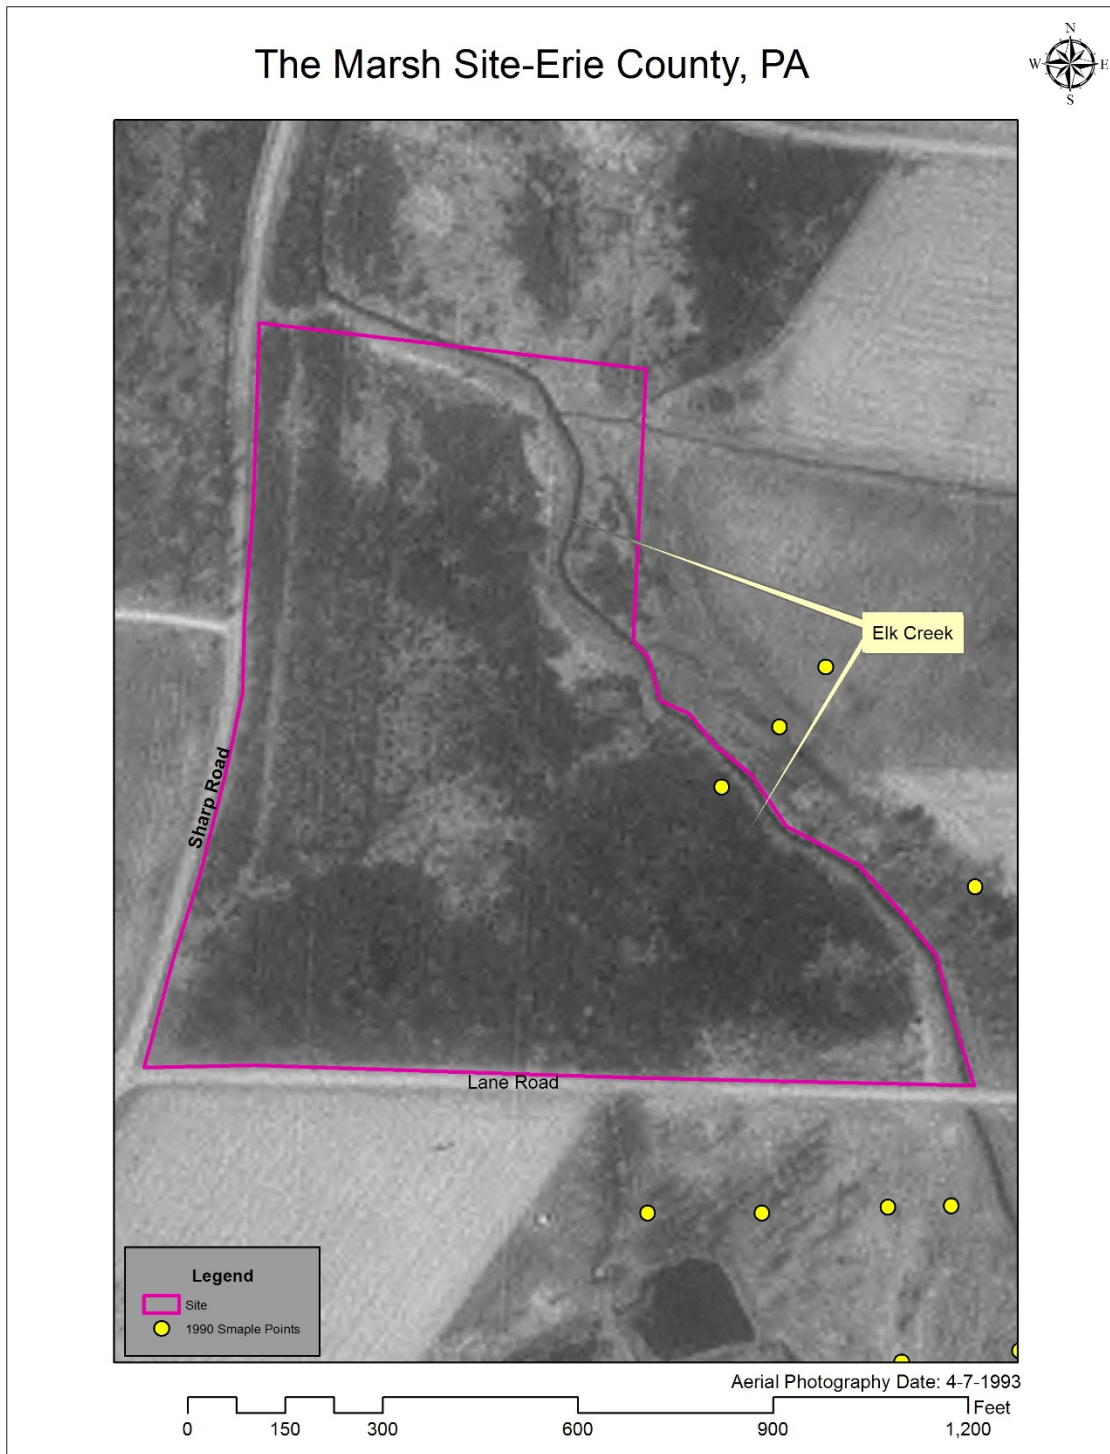 The Marsh Site-Erie County, PA
N
W E
S
Elk Creek
Sharp Road
Lane Road
Legend
Site
1990 Smaple Points
Aerial Photography Date: 4-7-1993
Feet
0 150 300 600 900 1,200